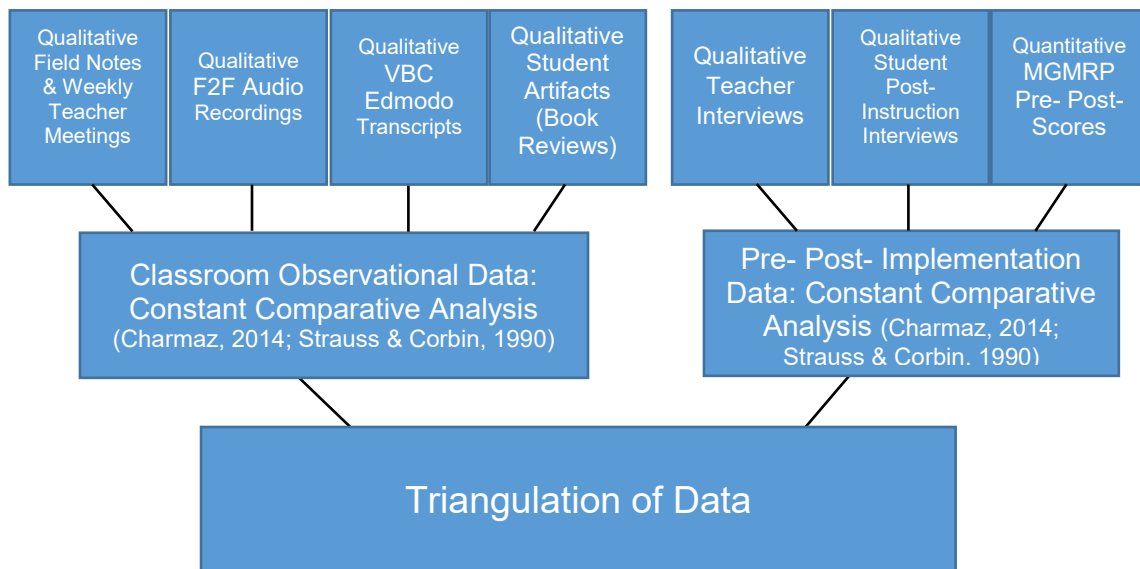 Qualitative
Field Notes
& Weekly
Teacher
Meetings
Qualitative
F2F Audio
Recordings
Qualitative
VBC
Edmodo
Transcripts
Qualitative
Student
Artifacts
(Book
Reviews)
Qualitative
Teacher
Interviews
Qualitative
Student
Post-
Instruction
Interviews
Quantitative
MGMRP
Pre- Post-
Scores
Classroom Observational Data:
Constant Comparative Analysis
(Charmaz, 2014; Strauss & Corbin, 1990)
Pre- Post- Implementation
Data: Constant Comparative
Analysis (Charmaz, 2014;
Strauss & Corbin. 1990)
Triangulation of Data